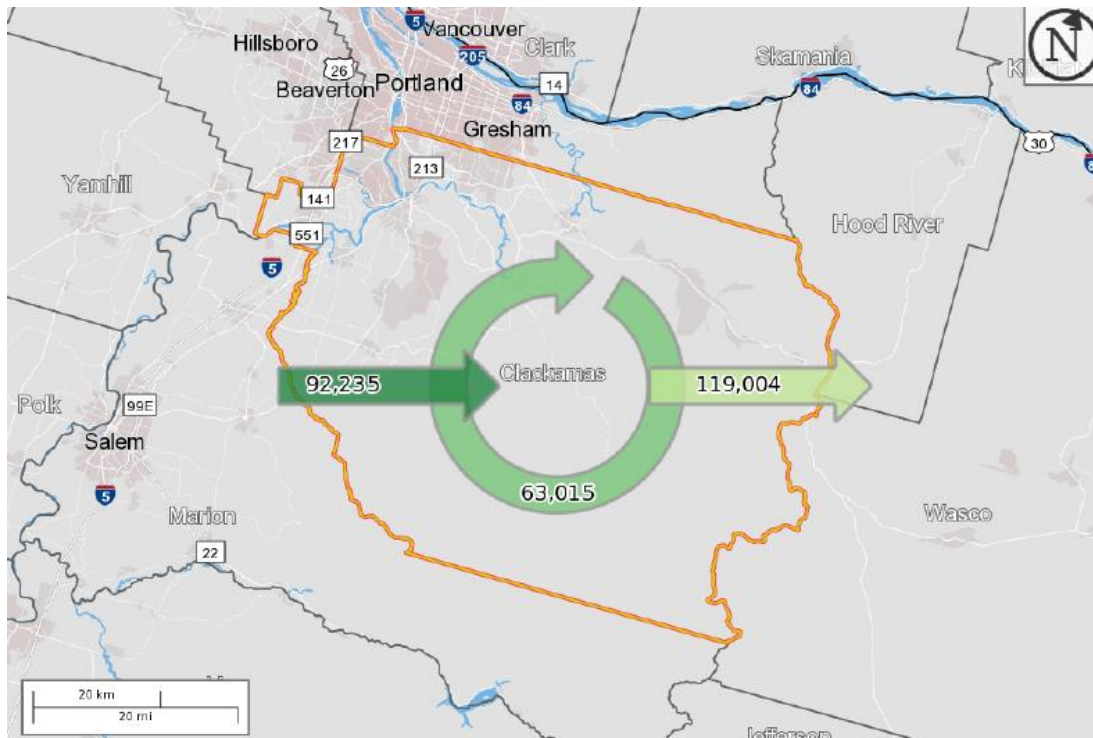 5
Vancouver
Clark
Skamania
N
Hillsboro
205
26
Beaverton
Portland
14
84
84
Gresham
30
217
213
Yamhill
141
Hood River
551
5
92,235
Clackamas
119,004
Polk
99E
Salem
63,015
5
Marion
Wasco
22
20 km
20 mi
Jefferson